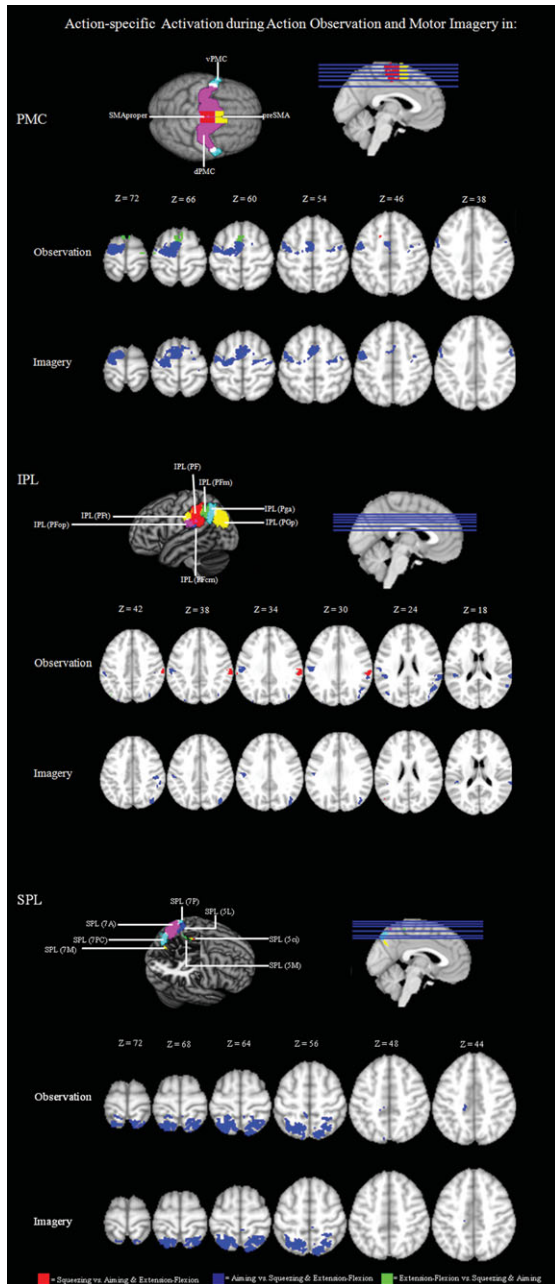 Action-specific Activation during Action Observation and Motor Imagery in:
vPMC
PMC
SMAproper
preSMA
dPMC
Z = 72 Z = 66 Z = 60 Z = 54 Z = 46 Z = 38
Observation
Imagery
IPL
IPL (PF)
IPL (PFm)
IPL (PFt)
IPL (Pga)
IPL (PFop)
IPL (PGp)
IPL (PFcm)
Z = 42 Z = 38 Z = 34 Z = 30 Z = 24 Z = 18
Observation
Imagery
SPL
SPL (7P)
SPL (7A)
SPL (5L)
SPL (7PC)
SPL (5ci)
SPL (7M)
SPL (5M)
Z = 72 Z = 68 Z = 64 Z = 56 Z = 48 Z = 44
Observation
Imagery
= Squeezing vs. Aiming & Extension-Flexion = Aiming vs Squeezing & Extension-Flexion = Extension-Flexion vs Squeezing & Aiming